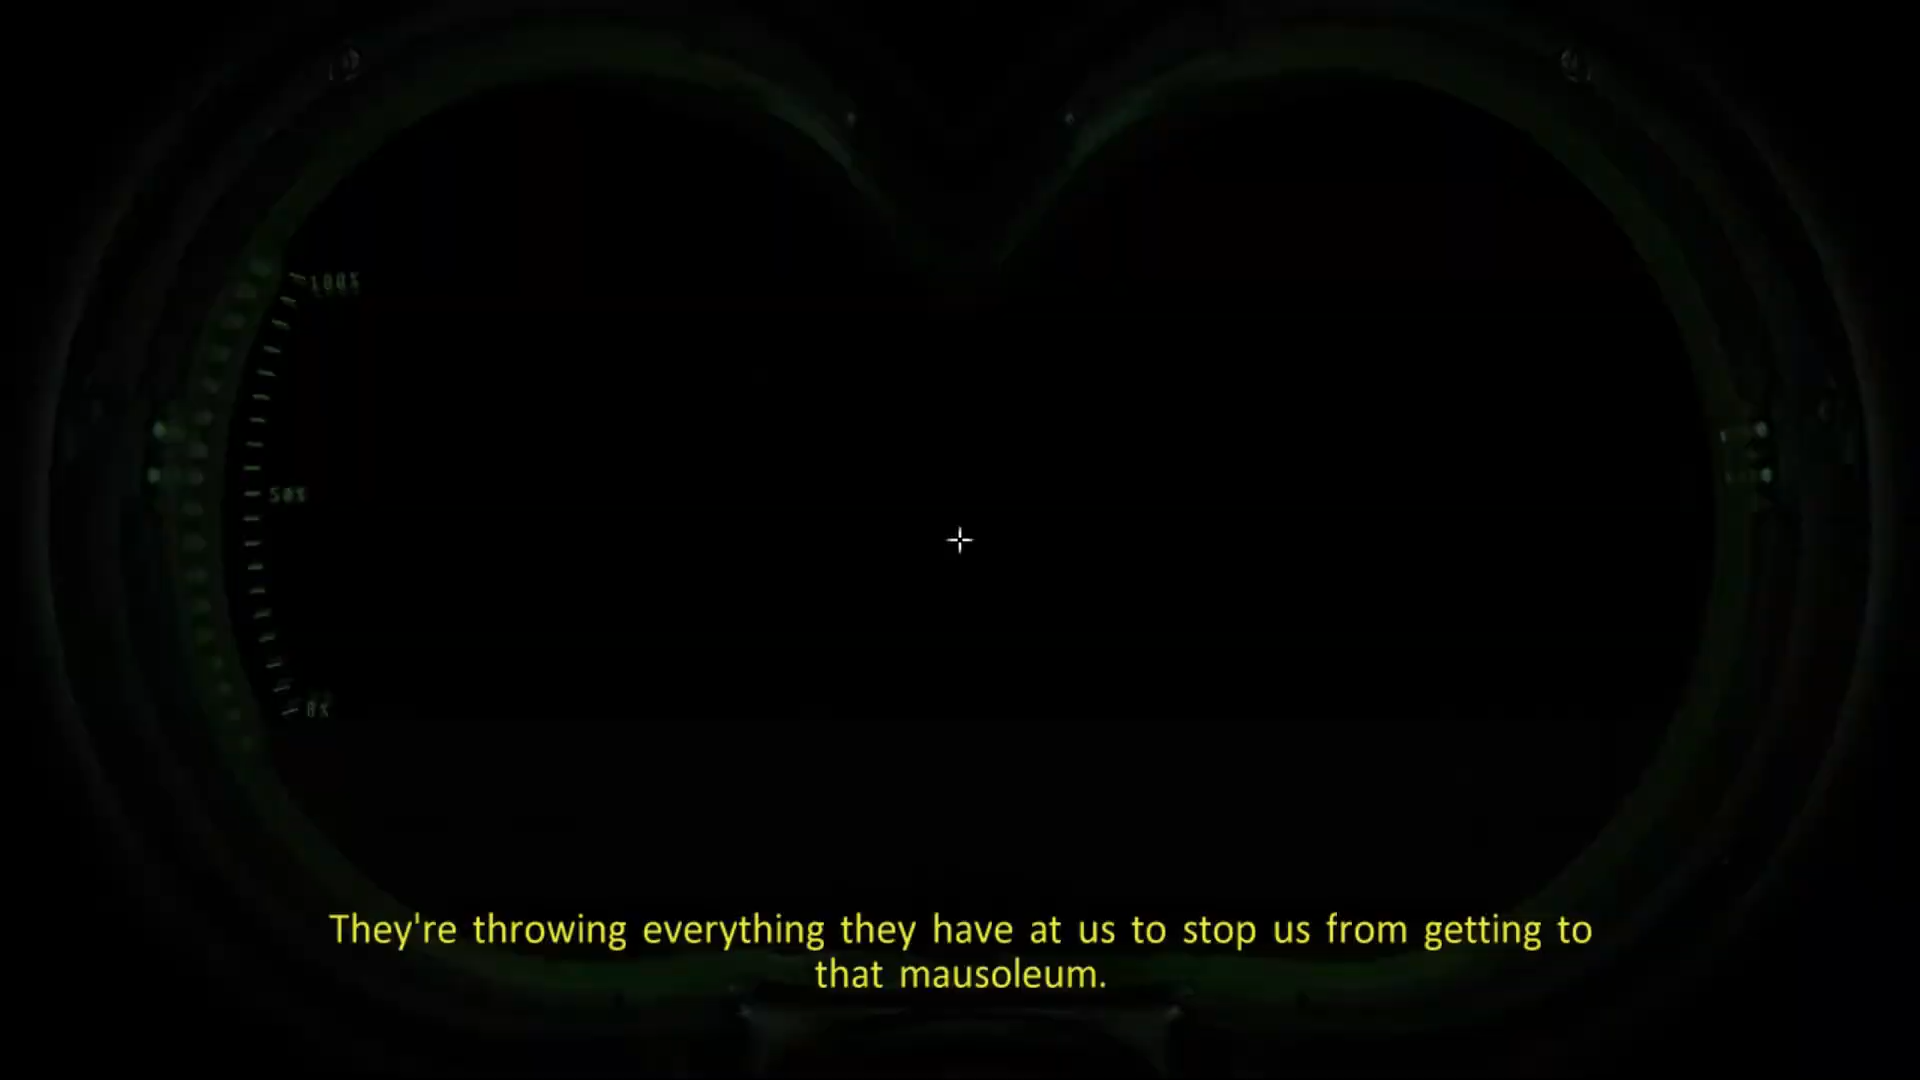 100%
50%
0%
They're throwing everything they have at us to stop us from getting to
that mausoleum.